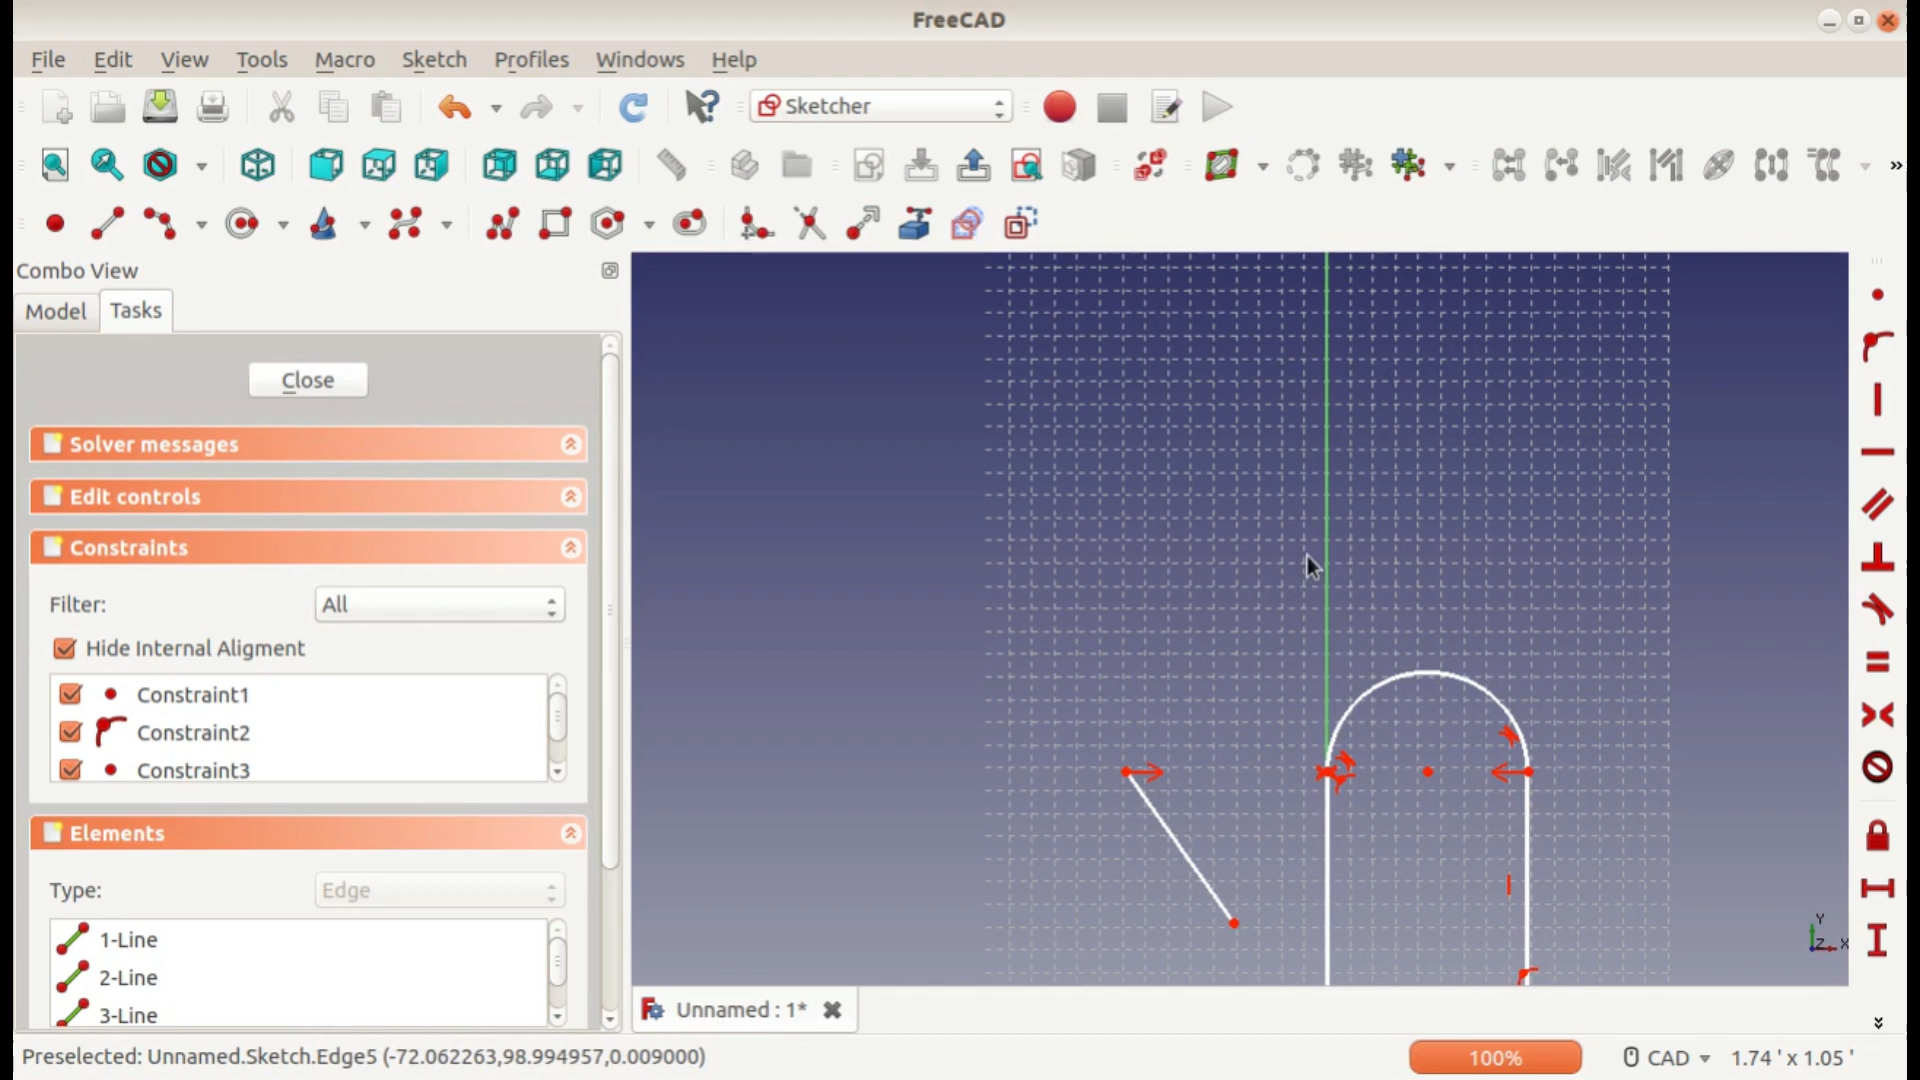 FreeCAD
File Edit View Tools Macro Sketch Profiles Windows Help
Sketcher
Combo View
Model Tasks
Close
Solver messages
Edit controls
Constraints
Filter: All
Hide Internal Aligment
Constraint1
Constraint2
Constraint3
Elements
Type: Edge
1-Line
2-Line
3-Line
Y
Z X
Unnamed : 1*
Preselected: Unnamed.Sketch.Edge5 (-72.062263,98.994957,0.009000) 100% CAD 1.74 ' x 1.05 '